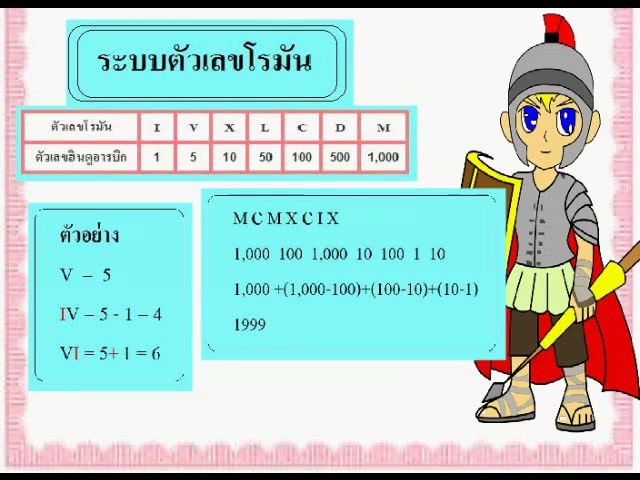 ระบบตัวเลขโรมัน
ตัวเลขโรมัน I V X L C D M
ตัวเลขฮินดูอารบิก 1 5 10 50 100 500 1,000
ตัวอย่าง
V – 5
IV – 5 - 1 – 4
VI = 5+ 1 = 6
M C M X C I X
1,000 100 1,000 10 100 1 10
1,000 +(1,000-100)+(100-10)+(10-1)
1999